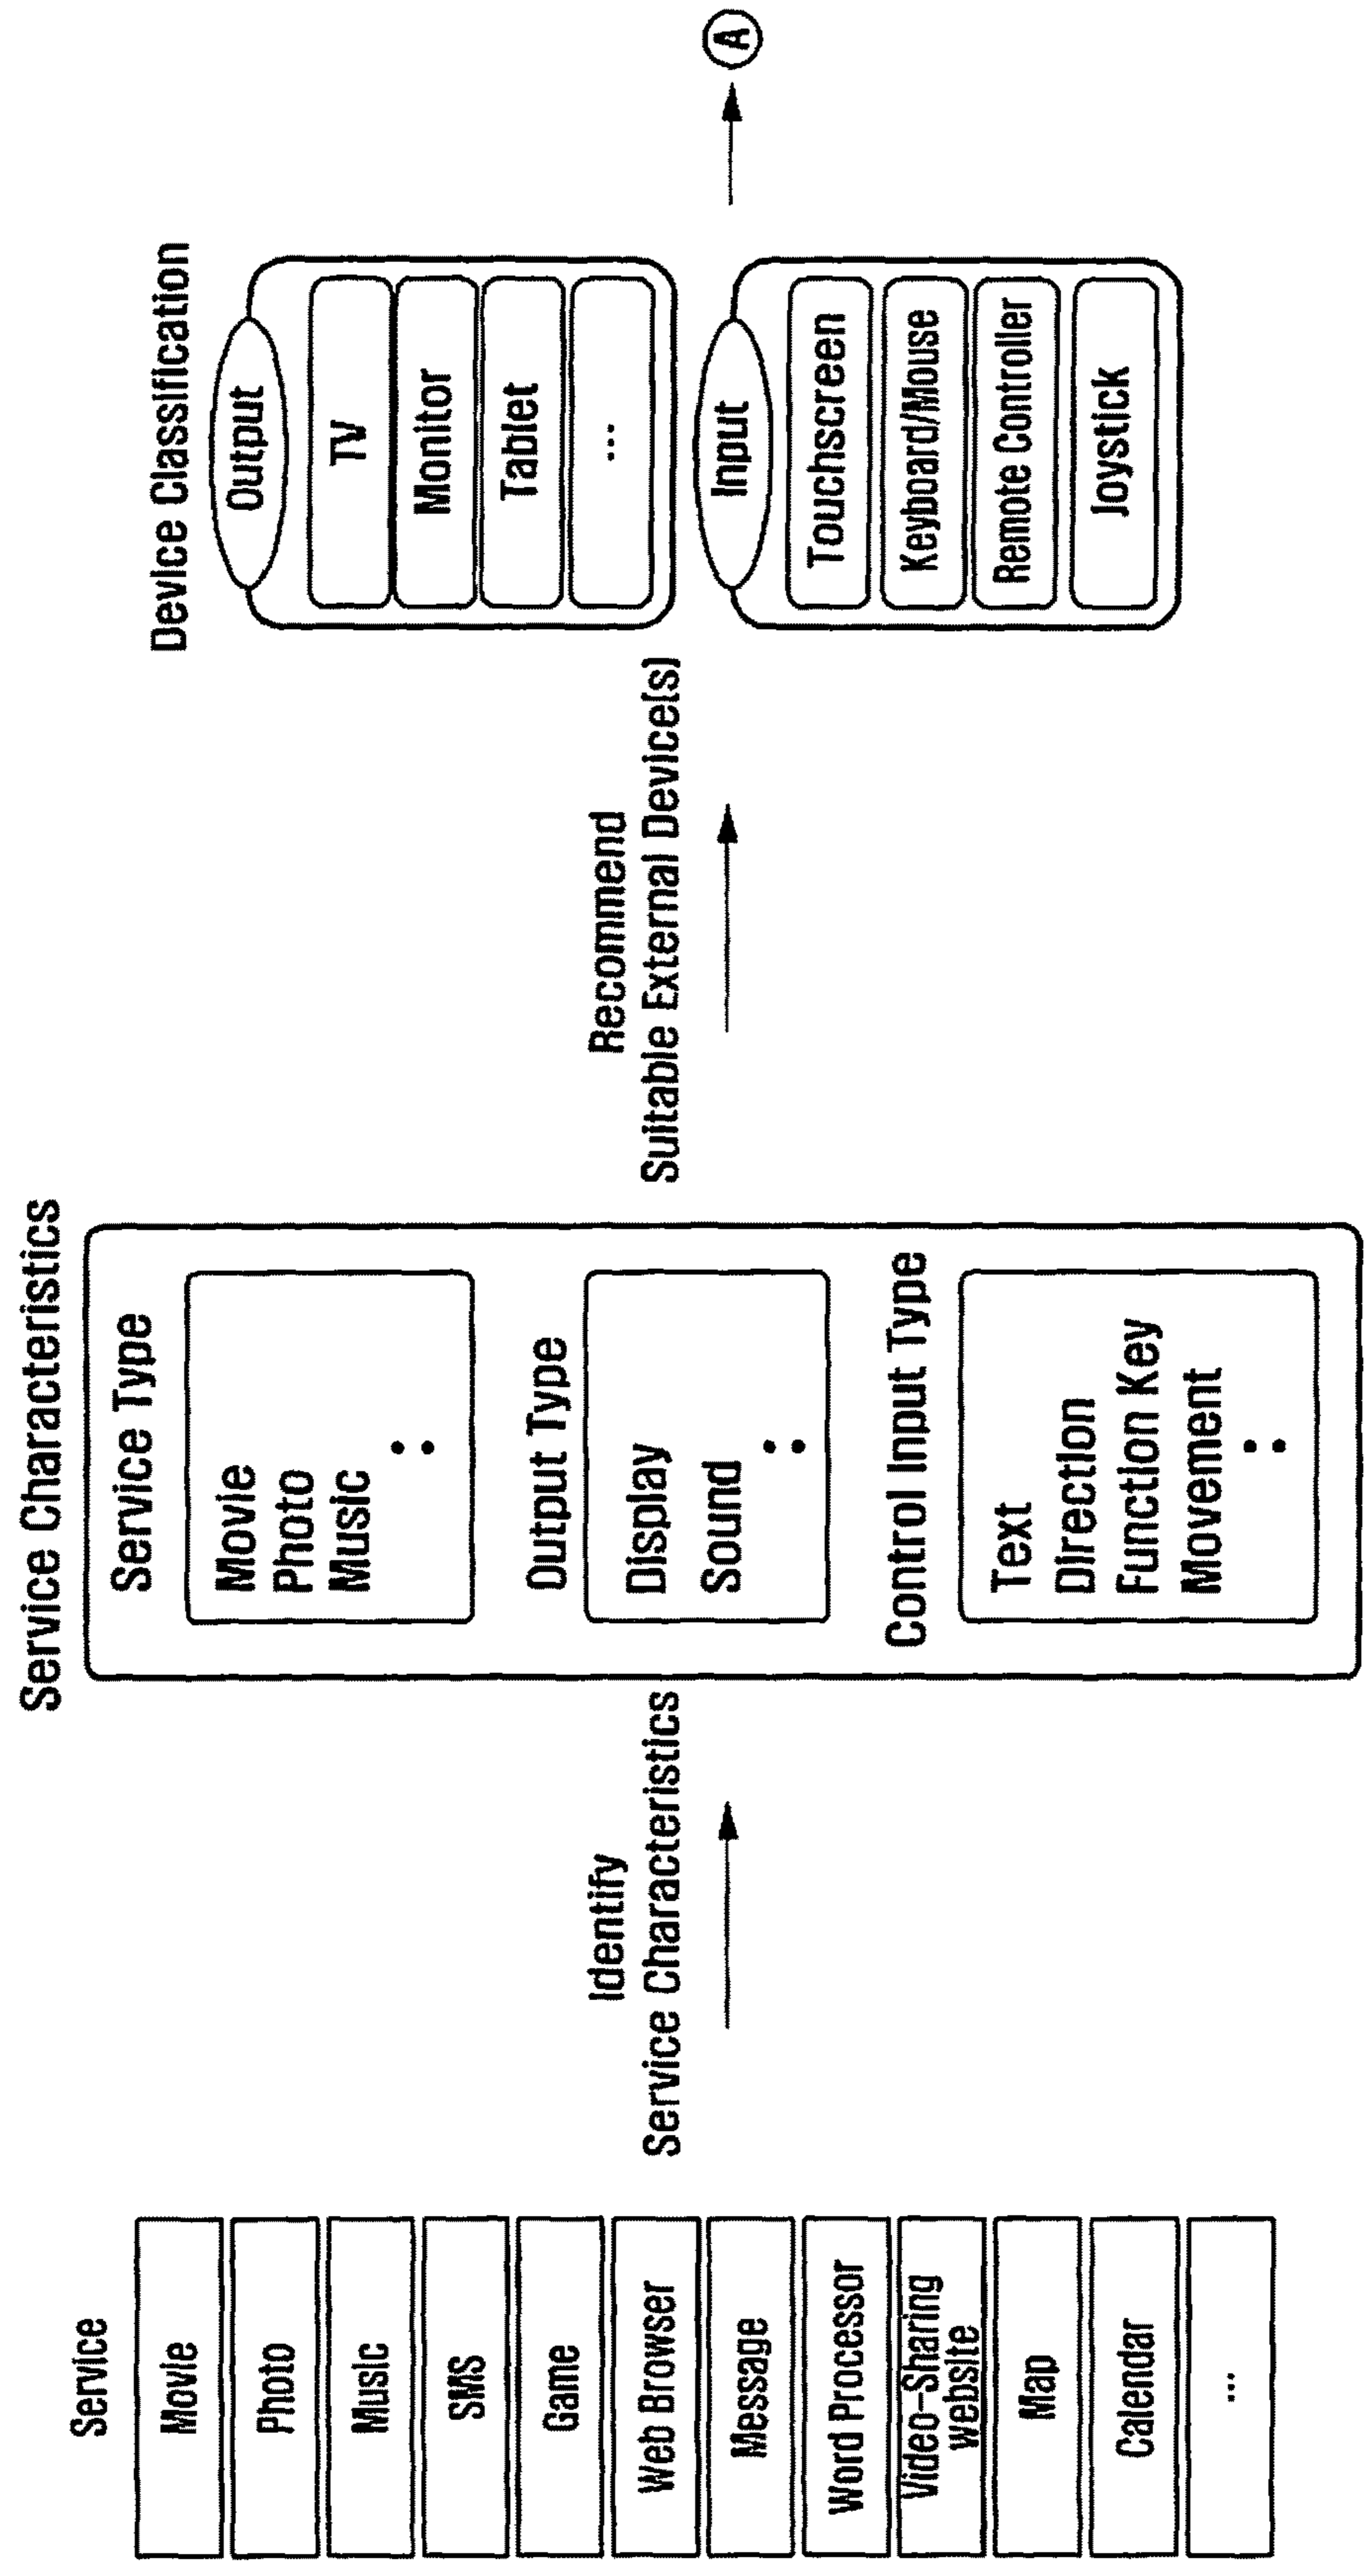 Service
Movie
Photo
Music
SMS
Game
Web Browser
Message
Word Processor
Video-Sharing
website
Map
Calendar
...
Identify
Service Characteristics
Service Characteristics
Service Type
Movie
Photo
Music
Output Type
Display
Sound
Control Input Type
Text
Direction
Function Key
Movement
Recommend
Suitable External Device(s)
Device Classification
Output
TV
Monitor
Tablet
...
Input
Touchscreen
Keyboard/Mouse
Remote Controller
Joystick
A